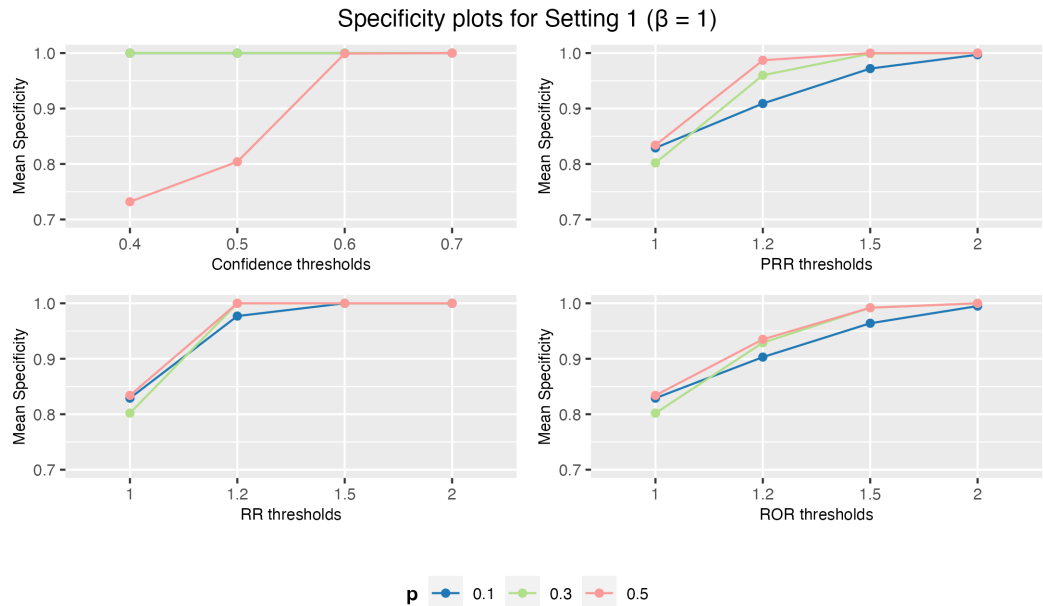 Specificity plots for Setting 1 (β = 1)
Mean Specificity
1.0
0.9
0.8
0.7
0.4 0.5 0.6 0.7
Confidence thresholds
Mean Specificity
1.0
0.9
0.8
0.7
1 1.2 1.5 2
PRR thresholds
Mean Specificity
1.0
0.9
0.8
0.7
1 1.2 1.5 2
RR thresholds
Mean Specificity
1.0
0.9
0.8
0.7
1 1.2 1.5 2
ROR thresholds
p 0.1 0.3 0.5